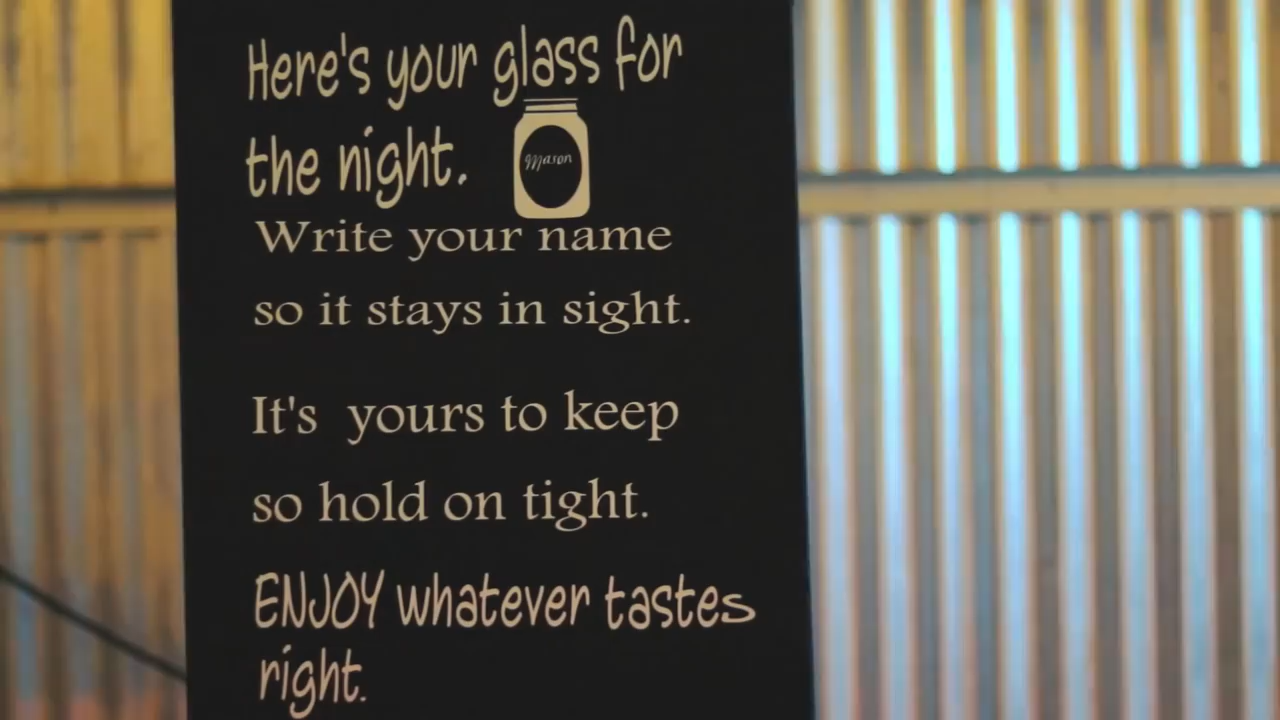 Here's your glass for
the night.
Mason
Write your name
so it stays in sight.
It's yours to keep
so hold on tight.
ENJOY whatever tastes
right.